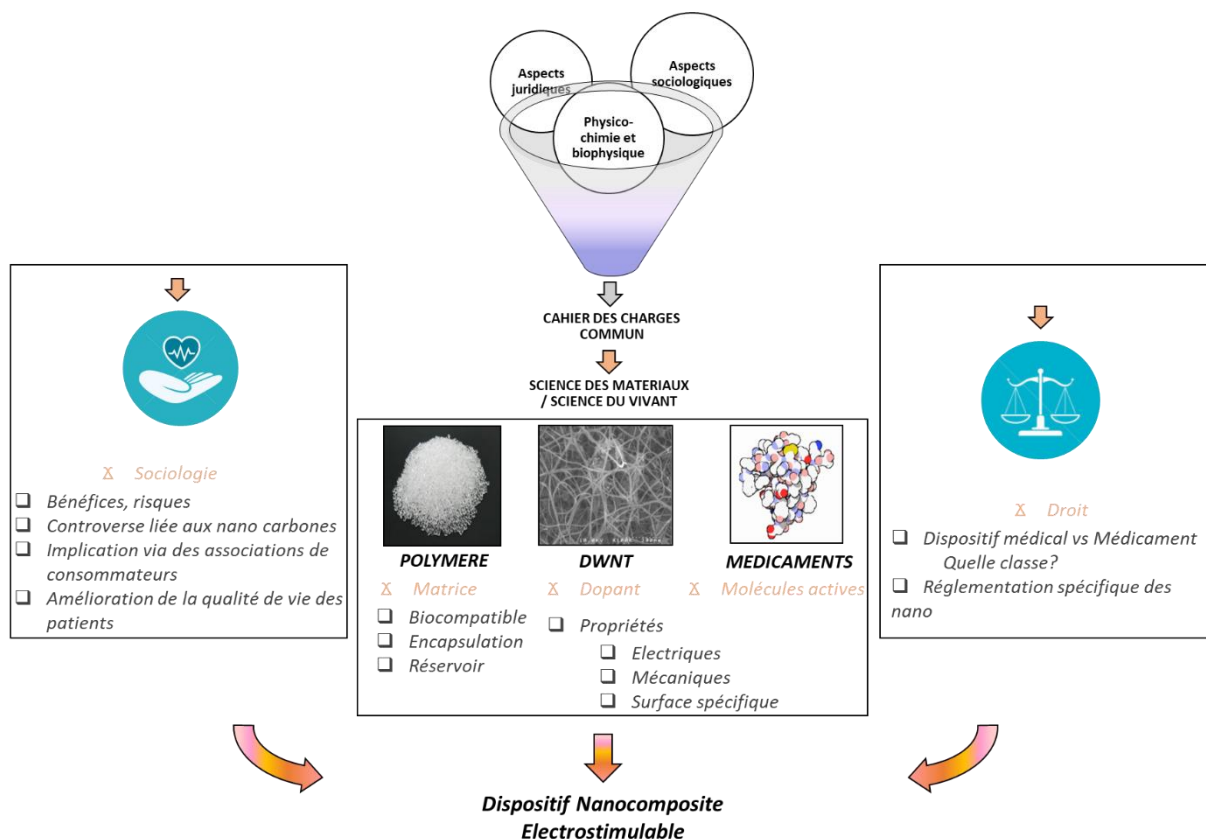 Aspects
juridiques
Aspects
sociologiques
Physico-
chimie et
biophysique
CAHIER DES CHARGES
COMMUN
SCIENCE DES MATERIAUX
/ SCIENCE DU VIVANT
Sociologie
❑ Bénéfices, risques
❑ Controverse liée aux nano carbones
❑ Implication via des associations de
consommateurs
❑ Amélioration de la qualité de vie des
patients
POLYMERE
Matrice
❑ Biocompatible
❑ Encapsulation
❑ Réservoir
DWNT
Dopant
❑ Propriétés
❑ Electriques
❑ Mécaniques
❑ Surface spécifique
MEDICAMENTS
Molécules actives
Droit
❑ Dispositif médical vs Médicament
Quelle classe?
❑ Réglementation spécifique des
nano
Dispositif Nanocomposite
Electrostimulable